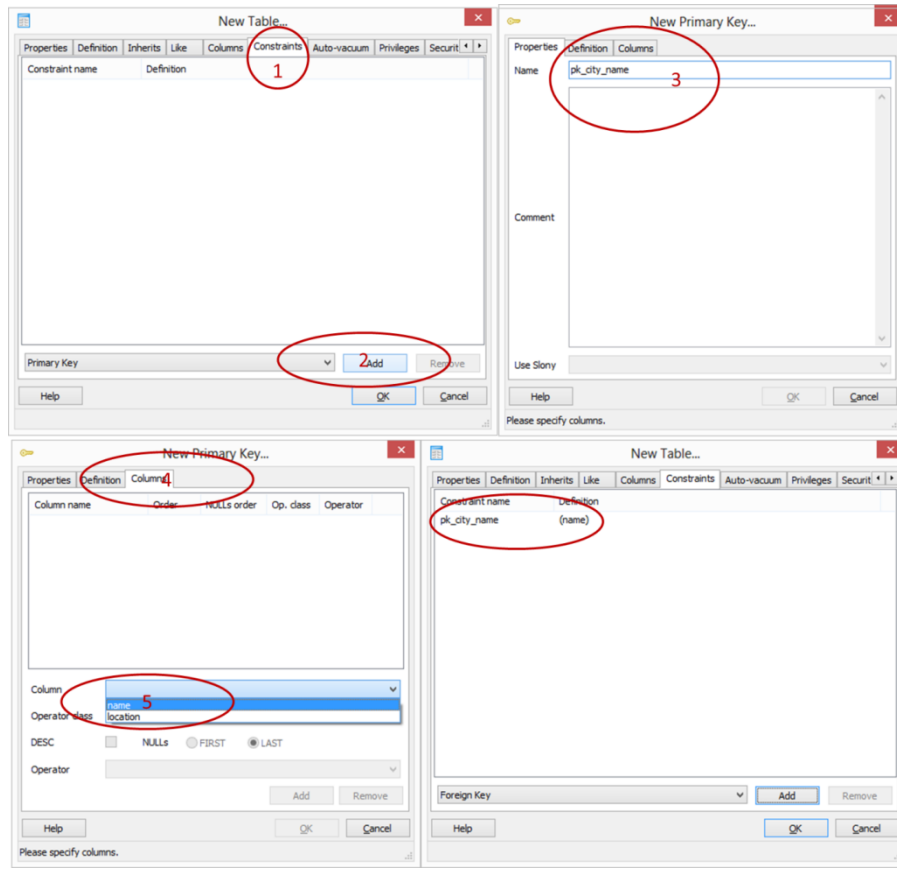 New Table...
Properties Definition Inherits Like Columns Constraints Auto-vacuum Privileges Securit
Constraint name Definition
1
Primary Key 2 Add Remove
Help OK Cancel
New Primary Key...
Properties Definition Columns
Name pk_city_name
3
Comment
Use Slony
Help OK Cancel
Please specify columns.
New Primary Key...
Properties Definition Columns 4
Column name Order NULLs order Op. class Operator
Column
name 5
Operator class location
DESC NULLs FIRST LAST
Operator
Add Remove
Help OK Cancel
Please specify columns.
New Table...
Properties Definition Inherits Like Columns Constraints Auto-vacuum Privileges Securit
Constraint name Definition
pk_city_name (name)
Foreign Key Add Remove
Help OK Cancel